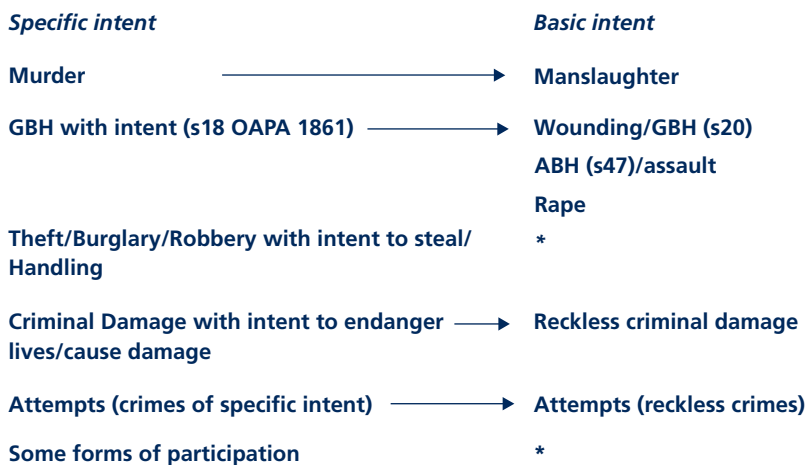 Specific intent Basic intent
Murder Manslaughter
GBH with intent (s18 OAPA 1861) Wounding/GBH (s20)
ABH (s47)/assault
Rape
Theft/Burglary/Robbery with intent to steal/ *
Handling
Criminal Damage with intent to endanger Reckless criminal damage
lives/cause damage
Attempts (crimes of specific intent) Attempts (reckless crimes)
Some forms of participation *